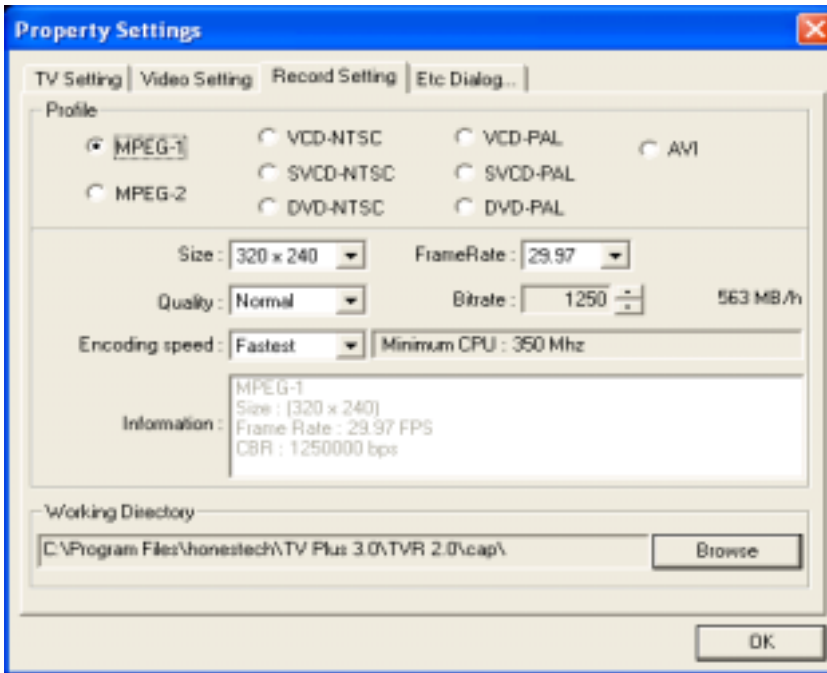 Property Settings
TV Setting Video Setting Record Setting Etc Dialog...
Profile
MPEG-1 VCD-NTSC VCD-PAL AVI
SVCD-NTSC SVCD-PAL
MPEG-2
DVD-NTSC DVD-PAL
Size : 320 x 240 FrameRate : 29.97
Quality : Normal Bitrate : 1250 563 MB/h
Encoding speed : Fastest Minimum CPU : 350 Mhz
Information :
MPEG-1
Size : (320 x 240)
Frame Rate : 29.97 FPS
CBR : 1250000 bps
Working Directory
C:\Program Files\honestech\TV Plus 3.0\TVR 2.0\cap\ Browse
OK